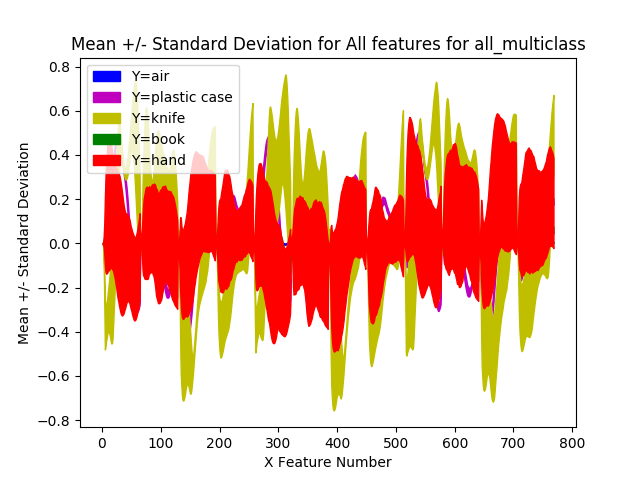 Mean +/- Standard Deviation for All features for all_multiclass
Y=air
Y=plastic case
Y=knife
Y=book
Y=hand
0.8
0.6
0.4
0.2
0.0
−0.2
−0.4
−0.6
−0.8
Mean +/- Standard Deviation
0 100 200 300 400 500 600 700 800
X Feature Number